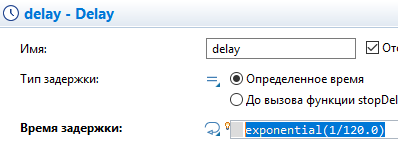 delay - Delay
Имя: delay
Тип задержки: Определенное время
До вызова функции stopDel
Время задержки: exponential(1/120.0)